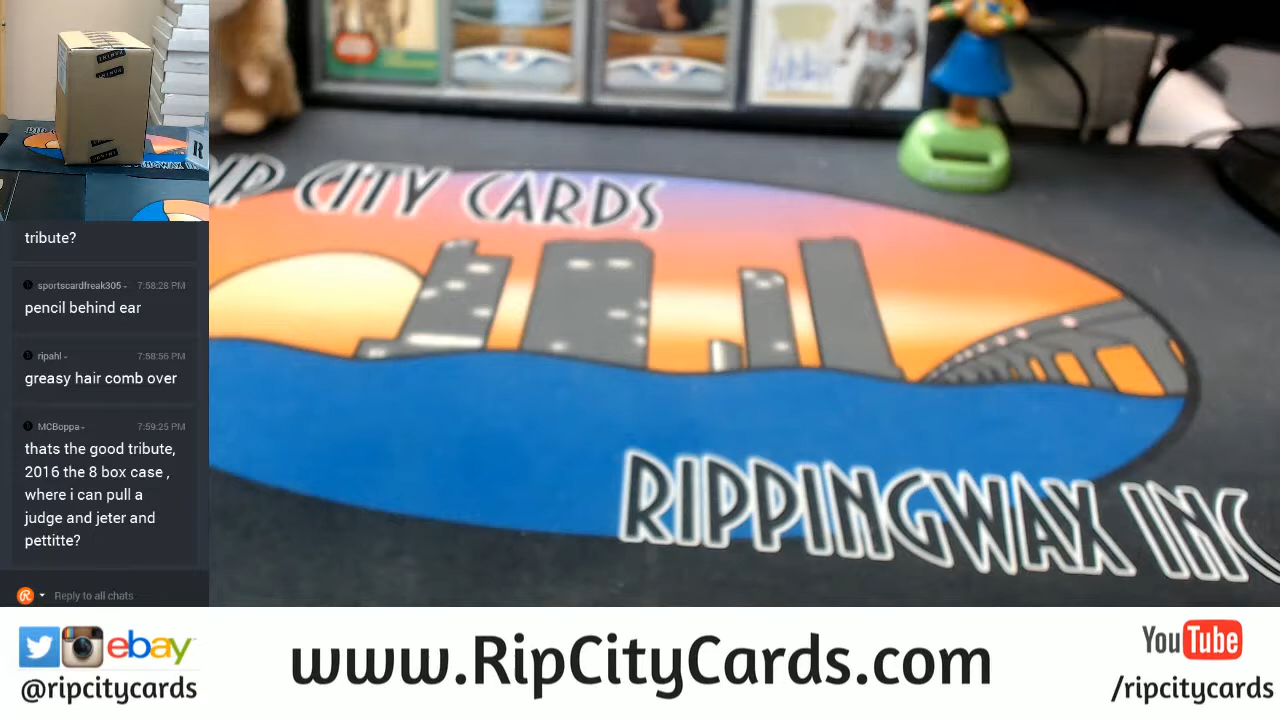 tribute?
sportscardfreak305 7:58:28 PM
pencil behind ear
ripahl 7:58:56 PM
greasy hair comb over
MCBoppa 7:59:25 PM
thats the good tribute,
2016 the 8 box case ,
where i can pull a
judge and jeter and
pettitte?
Reply to all chats
RIP CITY CARDS
RIPPINGWAX INC
ebay
@ripcitycards
www.RipCityCards.com
YouTube
/ripcitycards